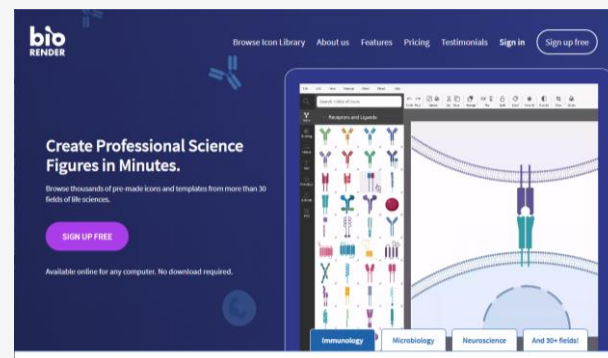 bio
RENDER
Browse Icon Library About us Features Pricing Testimonials Sign in Sign up free
Create Professional Science
Figures in Minutes.
Browse thousands of pre-made icons and templates from more than 30
fields of life sciences.
SIGN UP FREE
Available online for any computer. No download required.
Receptors and Ligands
Immunology Microbiology Neuroscience And 30+ fields!